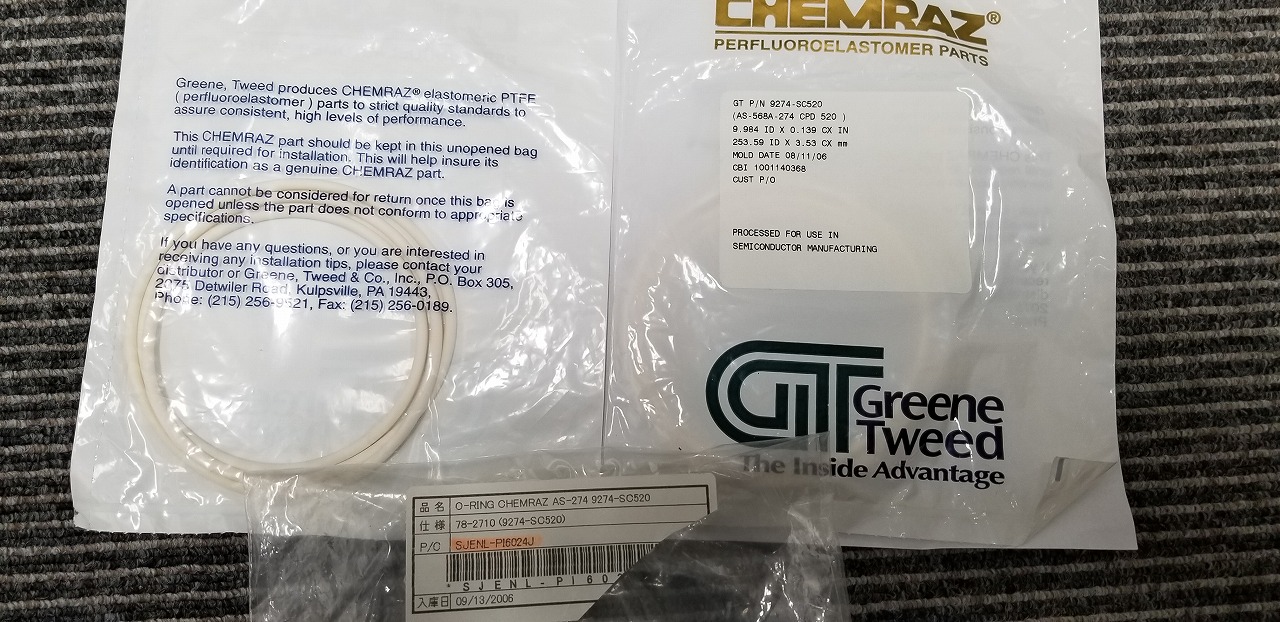 Greene, Tweed produces CHEMRAZ® elastomeric PTFE
( perfluoroelastomer ) parts to strict quality standards to
assure consistent, high levels of performance.
This CHEMRAZ part should be kept in this unopened bag
until required for installation. This will help insure its
identification as a genuine CHEMRAZ part.
A part cannot be considered for return once this bag is
opened unless the part does not conform to appropriate
specifications.
If you have any questions, or you are interested in
receiving any installation tips, please contact your
distributor or Greene, Tweed & Co., Inc., P.O. Box 305,
2075 Detwiler Road, Kulpsville, PA 19443,
Phone: (215) 256-9521, Fax: (215) 256-0189.
CHEMRAZ®
PERFLUOROELASTOMER PARTS
GT P/N 9274-SC520
(AS-568A-274 CPD 520 )
9.984 ID X 0.139 CX IN
253.59 ID X 3.53 CX mm
MOLD DATE 08/11/06
CBI 1001140368
CUST P/O
PROCESSED FOR USE IN
SEMICONDUCTOR MANUFACTURING
GT Greene
Tweed
The Inside Advantage
品名 O-RING CHEMRAZ AS-274 9274-SC520
仕様 78-2710 (9274-SC520)
P/C SJENL-PI6024J
*SJENL-PI60
入庫日 09/13/2006